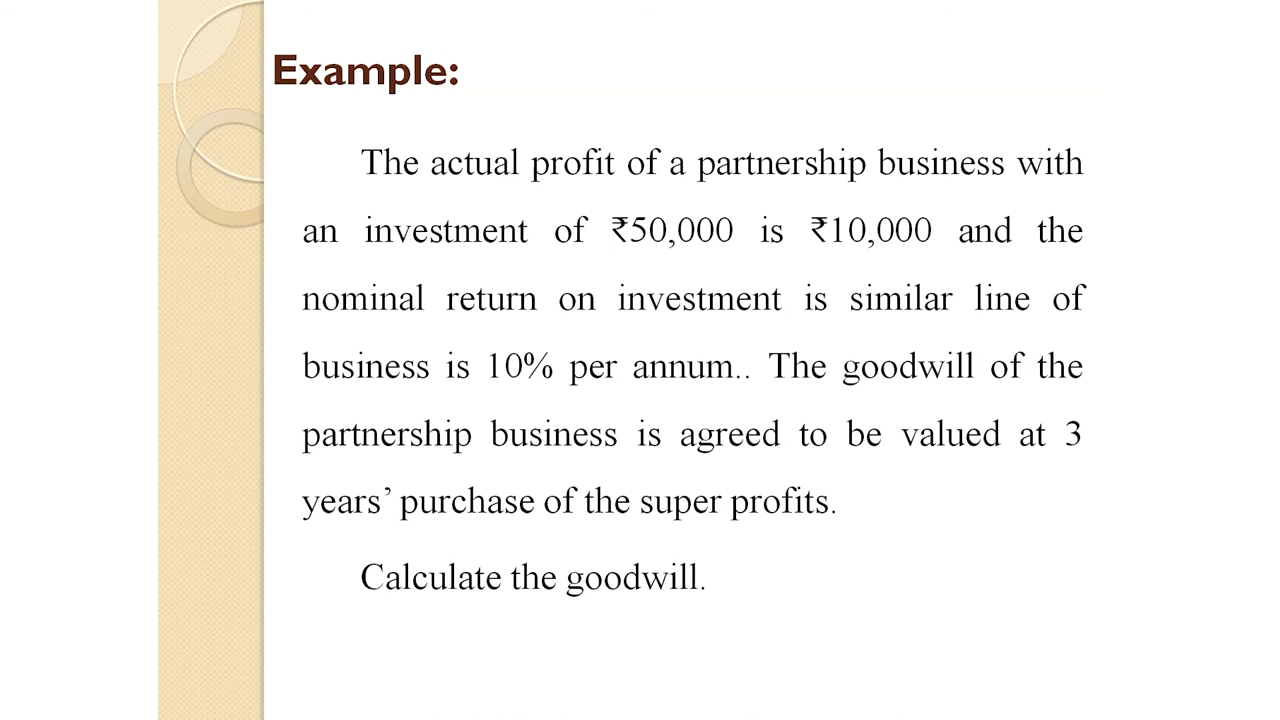 Example:
The actual profit of a partnership business with
an investment of ₹50,000 is ₹10,000 and the
nominal return on investment is similar line of
business is 10% per annum.. The goodwill of the
partnership business is agreed to be valued at 3
years’ purchase of the super profits.
Calculate the goodwill.